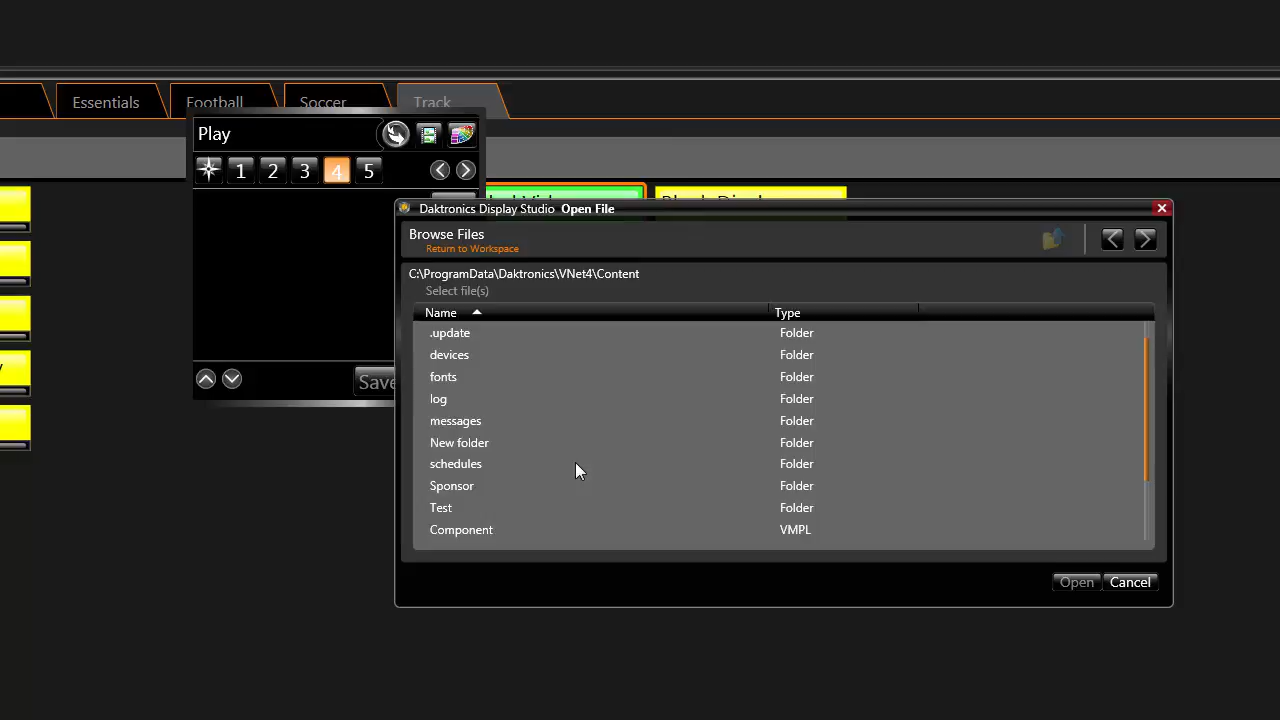 Essentials
Football
Soccer
Track
Play
1
2
3
4
5
Daktronics Display Studio Open File
Browse Files
Return to Workspace
C:\ProgramData\Daktronics\VNet4\Content
Select file(s)
Name Type
.update Folder
devices Folder
fonts Folder
log Folder
messages Folder
New folder Folder
schedules Folder
Sponsor Folder
Test Folder
Component VMPL
Save
Open Cancel